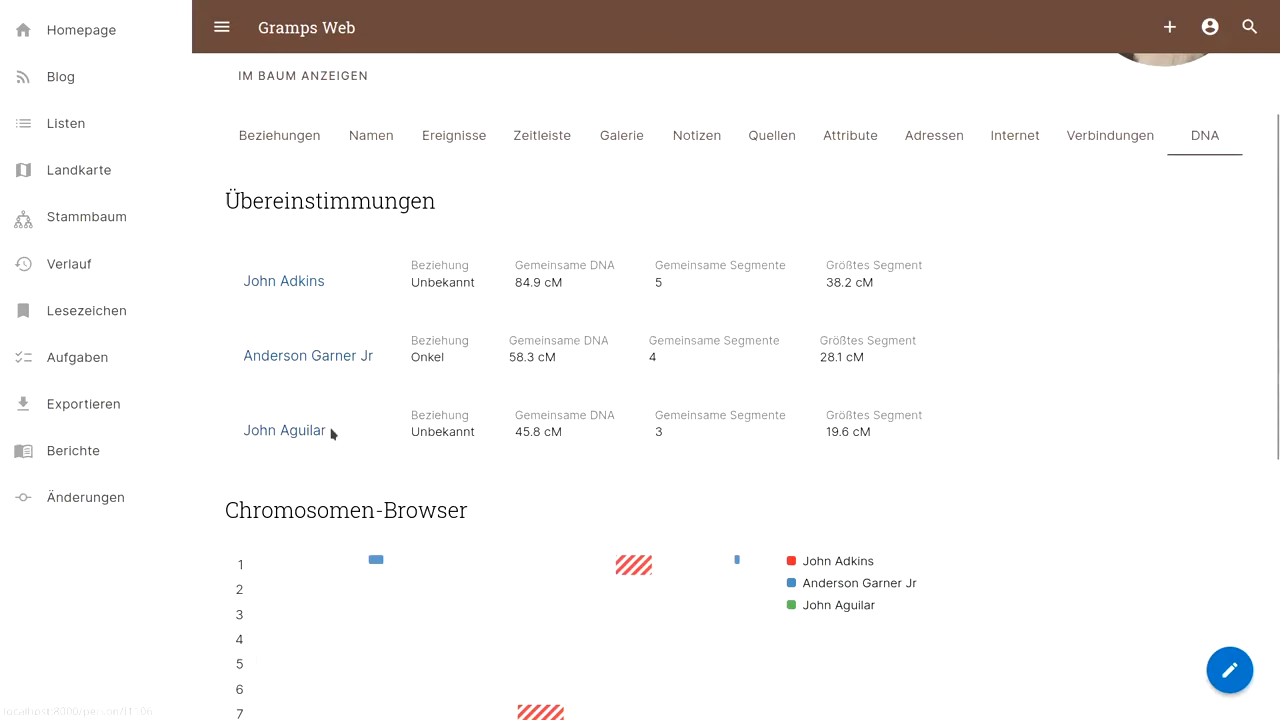 Homepage
Blog
Listen
Landkarte
Stammbaum
Verlauf
Lesezeichen
Aufgaben
Exportieren
Berichte
Änderungen
Gramps Web
IM BAUM ANZEIGEN
Beziehungen Namen Ereignisse Zeitleiste Galerie Notizen Quellen Attribute Adressen Internet Verbindungen DNA
Übereinstimmungen
Beziehung Gemeinsame DNA Gemeinsame Segmente Größtes Segment
John Adkins Unbekannt 84.9 cM 5 38.2 cM
Beziehung Gemeinsame DNA Gemeinsame Segmente Größtes Segment
Anderson Garner Jr Onkel 58.3 cM 4 28.1 cM
Beziehung Gemeinsame DNA Gemeinsame Segmente Größtes Segment
John Aguilar Unbekannt 45.8 cM 3 19.6 cM
Chromosomen-Browser
1
2
3
4
5
6
7
John Adkins
Anderson Garner Jr
John Aguilar